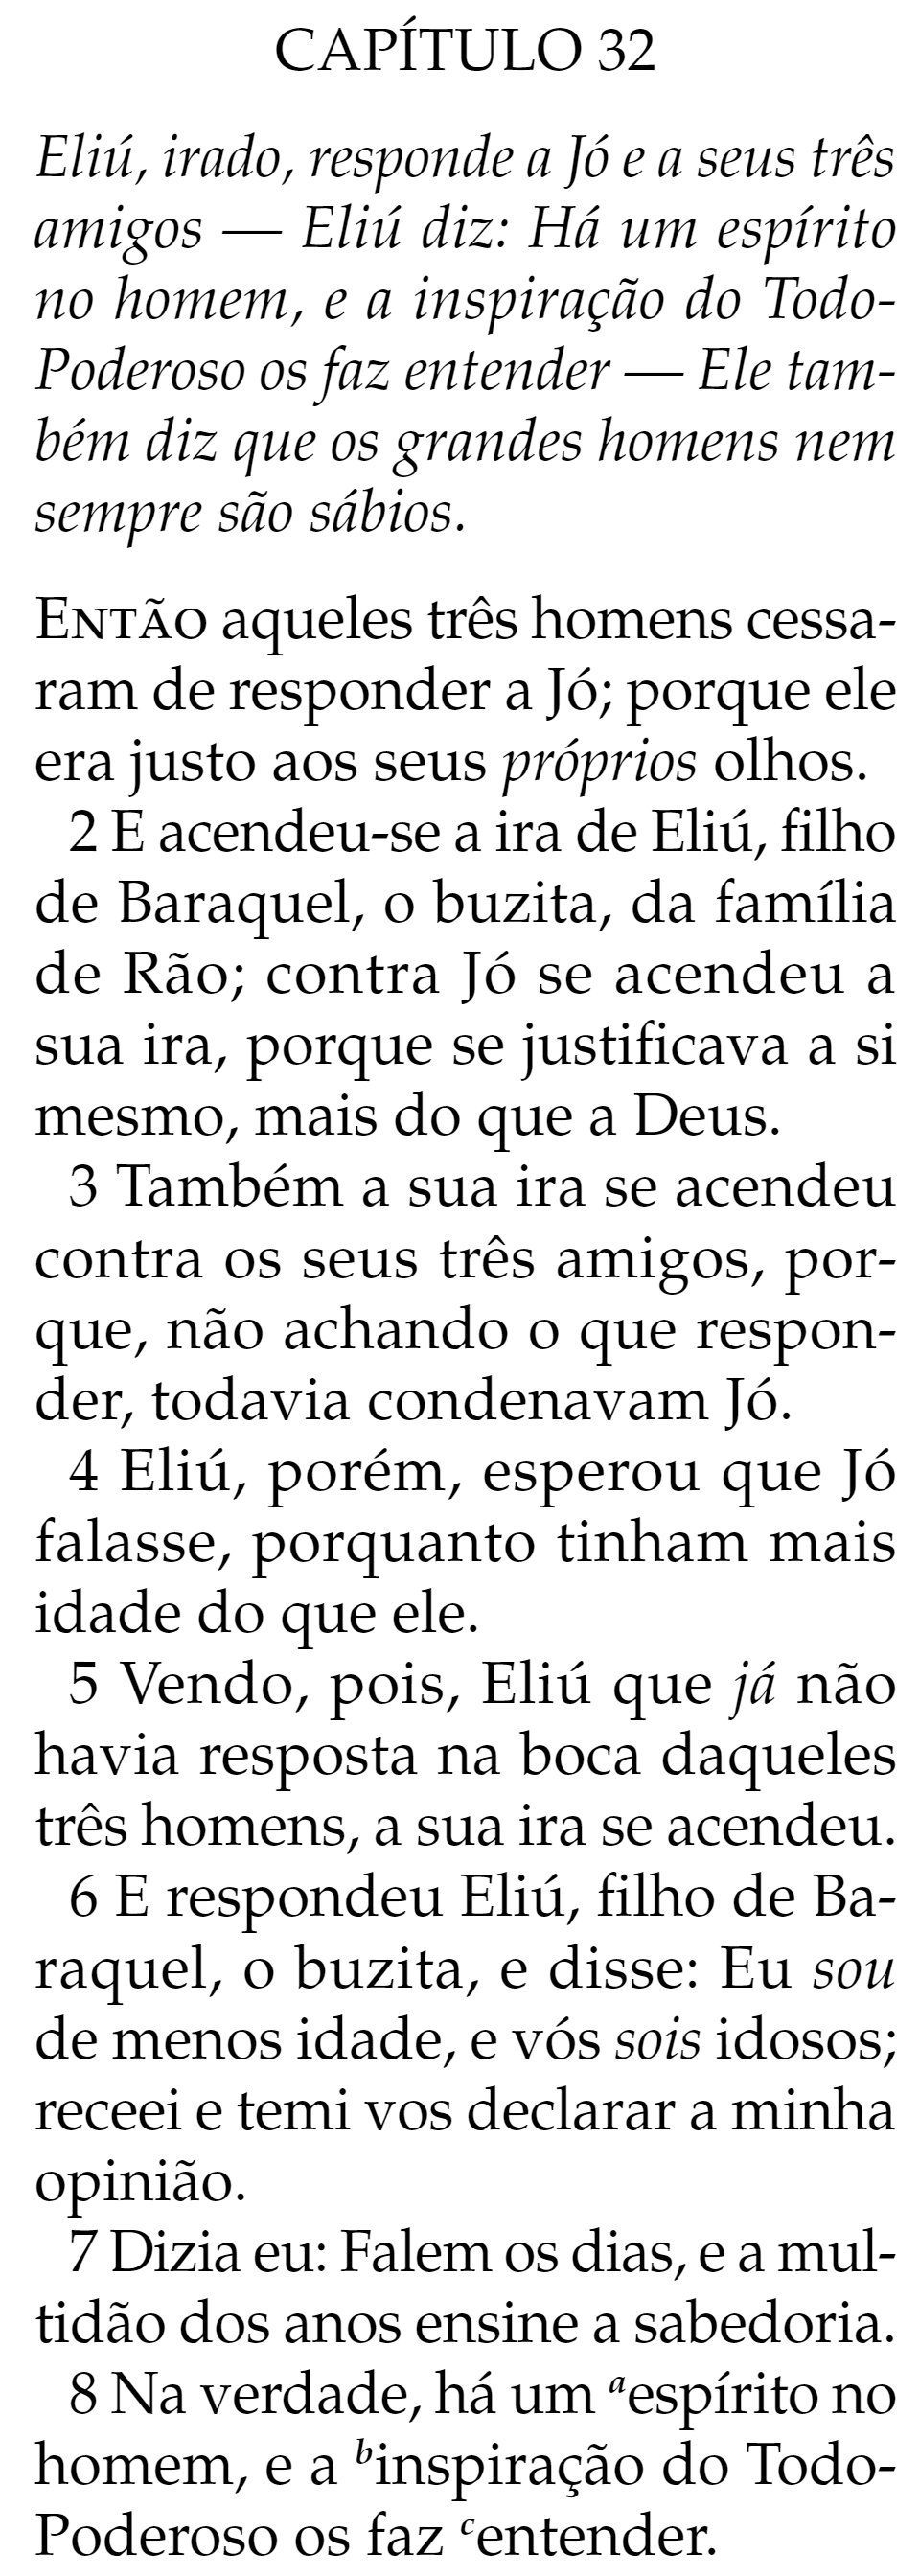 CAPÍTULO 32
Eliú, irado, responde a Jó e a seus três
amigos — Eliú diz: Há um espírito
no homem, e a inspiração do Todo-
Poderoso os faz entender — Ele tam-
bém diz que os grandes homens nem
sempre são sábios.
ENTÃO aqueles três homens cessa-
ram de responder a Jó; porque ele
era justo aos seus próprios olhos.
2 E acendeu-se a ira de Eliú, filho
de Baraquel, o buzita, da família
de Rão; contra Jó se acendeu a
sua ira, porque se justificava a si
mesmo, mais do que a Deus.
3 Também a sua ira se acendeu
contra os seus três amigos, por-
que, não achando o que respon-
der, todavia condenavam Jó.
4 Eliú, porém, esperou que Jó
falasse, porquanto tinham mais
idade do que ele.
5 Vendo, pois, Eliú que já não
havia resposta na boca daqueles
três homens, a sua ira se acendeu.
6 E respondeu Eliú, filho de Ba-
raquel, o buzita, e disse: Eu sou
de menos idade, e vós sois idosos;
receei e temi vos declarar a minha
opinião.
7 Dizia eu: Falem os dias, e a mul-
tidão dos anos ensine a sabedoria.
8 Na verdade, há um ᵃespírito no
homem, e a ᵇinspiração do Todo-
Poderoso os faz ᶜentender.